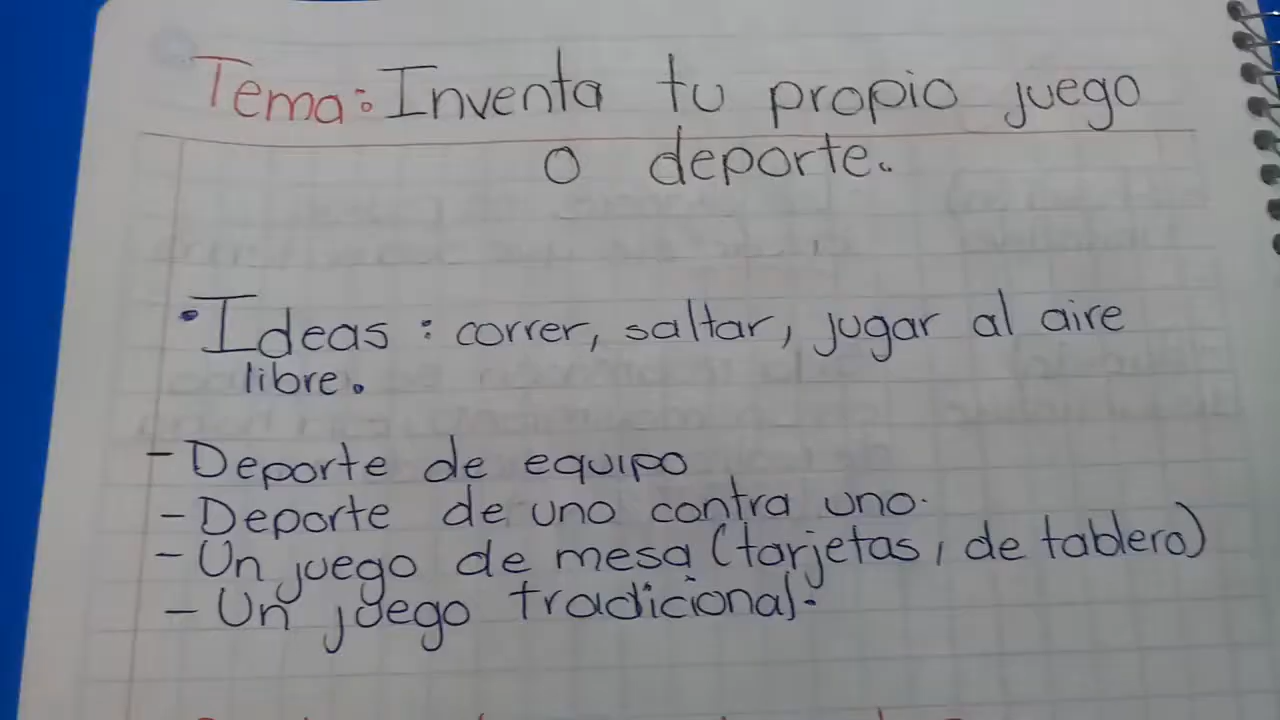 Tema: Inventa tu propio juego
o deporte.
• Ideas : correr, saltar, jugar al aire
libre.
- Deporte de equipo
- Deporte de uno contra uno.
- Un juego de mesa (tarjetas, de tablero)
- Un juego tradicional.